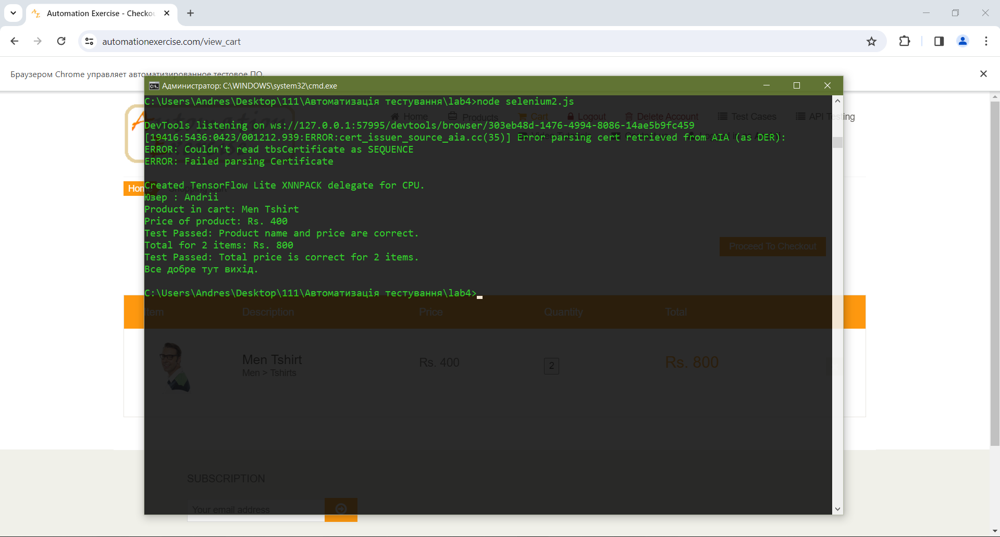 Automation Exercise - Checkou
automationexercise.com/view_cart
Браузером Chrome управляет автоматизированное тестовое ПО.
Администратор: C:\WINDOWS\system32\cmd.exe
C:\Users\Andres\Desktop\111\Автоматизація тестування\lab4>node selenium2.js
Home Products Cart Logout Delete Account Test Cases API Testing
DevTools listening on ws://127.0.0.1:57995/devtools/browser/303eb48d-1476-4994-8086-14ae5b9fc459
[19416:5436:0423/001212.939:ERROR:cert_issuer_source_aia.cc(35)] Error parsing cert retrieved from AIA (as DER):
ERROR: Couldn't read tbsCertificate as SEQUENCE
ERROR: Failed parsing Certificate
Created TensorFlow Lite XNNPACK delegate for CPU.
Юзер : Andrii
Product in cart: Men Tshirt
Price of product: Rs. 400
Test Passed: Product name and price are correct.
Total for 2 items: Rs. 800
Test Passed: Total price is correct for 2 items.
Все добре тут вихід.
C:\Users\Andres\Desktop\111\Автоматизація тестування\lab4>
Proceed To Checkout
Item Description Price Quantity Total
Men Tshirt
Men > Tshirts
Rs. 400
2
Rs. 800
SUBSCRIPTION
Your email address